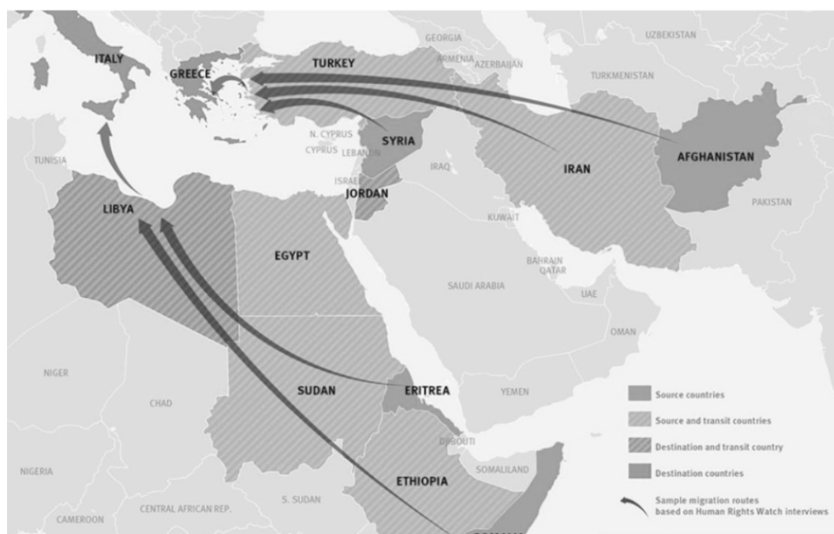 GEORGIA
UZBEKISTAN
ITALY
GREECE
TURKEY
ARMENIA
AZERBAIJAN
TURKMENISTAN
N. CYPRUS
CYPRUS
SYRIA
LEBANON
TUNISIA
ISRAEL
IRAQ
IRAN
AFGHANISTAN
JORDAN
PAKISTAN
LIBYA
KUWAIT
EGYPT
BAHRAIN
QATAR
SAUDI ARABIA
UAE
OMAN
NIGER
CHAD
SUDAN
ERITREA
YEMEN
DJIBOUTI
NIGERIA
ETHIOPIA
SOMALILAND
CENTRAL AFRICAN REP.
S. SUDAN
CAMEROON
Source countries
Source and transit countries
Destination and transit country
Destination countries
Sample migration routes
based on Human Rights Watch interviews